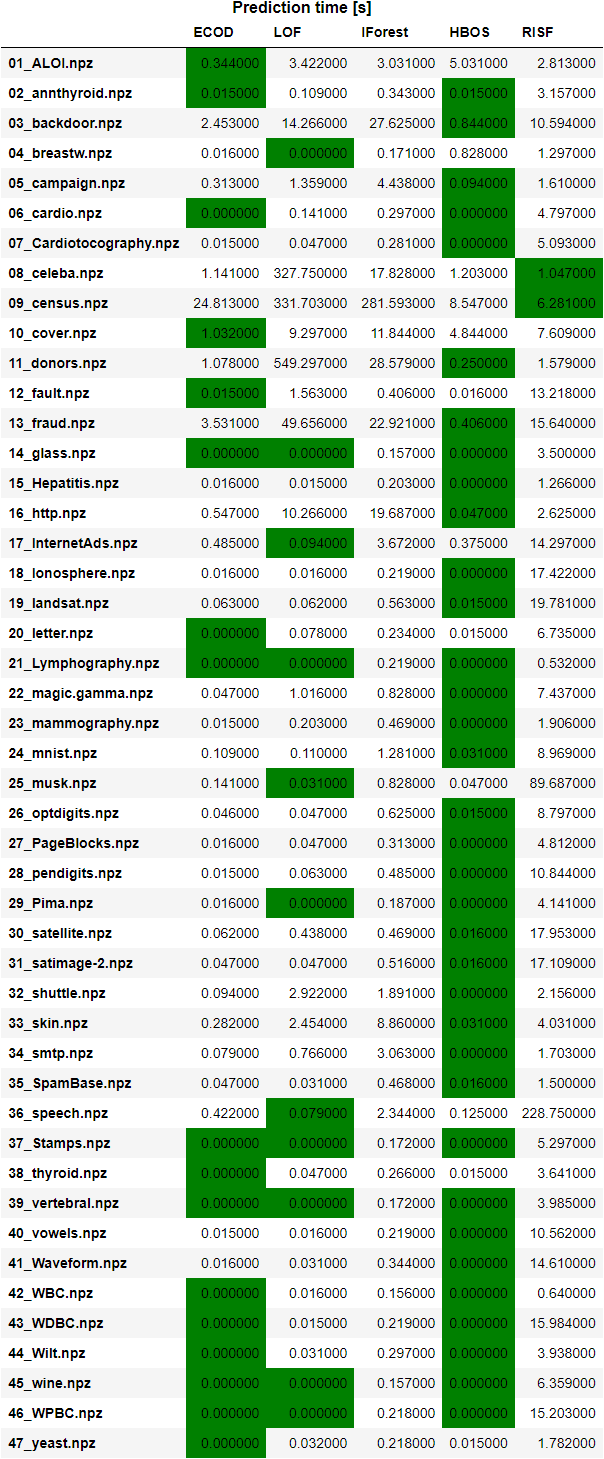 Prediction time [s]
ECOD LOF IForest HBOS RISF
01_ALOI.npz 0.344000 3.422000 3.031000 5.031000 2.813000
02_annthyroid.npz 0.015000 0.109000 0.343000 0.015000 3.157000
03_backdoor.npz 2.453000 14.266000 27.625000 0.844000 10.594000
04_breastw.npz 0.016000 0.000000 0.171000 0.828000 1.297000
05_campaign.npz 0.313000 1.359000 4.438000 0.094000 1.610000
06_cardio.npz 0.000000 0.141000 0.297000 0.000000 4.797000
07_Cardiotocography.npz 0.015000 0.047000 0.281000 0.000000 5.093000
08_celeba.npz 1.141000 327.750000 17.828000 1.203000 1.047000
09_census.npz 24.813000 331.703000 281.593000 8.547000 6.281000
10_cover.npz 1.032000 9.297000 11.844000 4.844000 7.609000
11_donors.npz 1.078000 549.297000 28.579000 0.250000 1.579000
12_fault.npz 0.015000 1.563000 0.406000 0.016000 13.218000
13_fraud.npz 3.531000 49.656000 22.921000 0.406000 15.640000
14_glass.npz 0.000000 0.000000 0.157000 0.000000 3.500000
15_Hepatitis.npz 0.016000 0.015000 0.203000 0.000000 1.266000
16_http.npz 0.547000 10.266000 19.687000 0.047000 2.625000
17_InternetAds.npz 0.485000 0.094000 3.672000 0.375000 14.297000
18_Ionosphere.npz 0.016000 0.016000 0.219000 0.000000 17.422000
19_landsat.npz 0.063000 0.062000 0.563000 0.015000 19.781000
20_letter.npz 0.000000 0.078000 0.234000 0.015000 6.735000
21_Lymphography.npz 0.000000 0.000000 0.219000 0.000000 0.532000
22_magic.gamma.npz 0.047000 1.016000 0.828000 0.000000 7.437000
23_mammography.npz 0.015000 0.203000 0.469000 0.000000 1.906000
24_mnist.npz 0.109000 0.110000 1.281000 0.031000 8.969000
25_musk.npz 0.141000 0.031000 0.828000 0.047000 89.687000
26_optdigits.npz 0.046000 0.047000 0.625000 0.015000 8.797000
27_PageBlocks.npz 0.016000 0.047000 0.313000 0.000000 4.812000
28_pendigits.npz 0.015000 0.063000 0.485000 0.000000 10.844000
29_Pima.npz 0.016000 0.000000 0.187000 0.000000 4.141000
30_satellite.npz 0.062000 0.438000 0.469000 0.016000 17.953000
31_satimage-2.npz 0.047000 0.047000 0.516000 0.016000 17.109000
32_shuttle.npz 0.094000 2.922000 1.891000 0.000000 2.156000
33_skin.npz 0.282000 2.454000 8.860000 0.031000 4.031000
34_smtp.npz 0.079000 0.766000 3.063000 0.000000 1.703000
35_SpamBase.npz 0.047000 0.031000 0.468000 0.016000 1.500000
36_speech.npz 0.422000 0.079000 2.344000 0.125000 228.750000
37_Stamps.npz 0.000000 0.000000 0.172000 0.000000 5.297000
38_thyroid.npz 0.000000 0.047000 0.266000 0.015000 3.641000
39_vertebral.npz 0.000000 0.000000 0.172000 0.000000 3.985000
40_vowels.npz 0.015000 0.016000 0.219000 0.000000 10.562000
41_Waveform.npz 0.016000 0.031000 0.344000 0.000000 14.610000
42_WBC.npz 0.000000 0.016000 0.156000 0.000000 0.640000
43_WDBC.npz 0.000000 0.015000 0.219000 0.000000 15.984000
44_Wilt.npz 0.000000 0.031000 0.297000 0.000000 3.938000
45_wine.npz 0.000000 0.000000 0.157000 0.000000 6.359000
46_WPBC.npz 0.000000 0.000000 0.218000 0.000000 15.203000
47_yeast.npz 0.000000 0.032000 0.218000 0.015000 1.782000